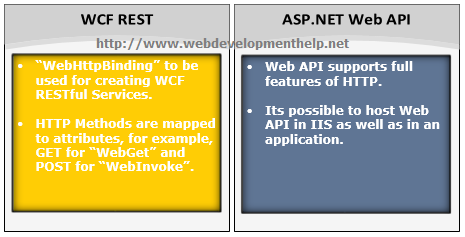 WCF REST
ASP.NET Web API
http://www.webdevelopmenthelp.net
• “WebHttpBinding” to be
used for creating WCF
RESTful Services.
• HTTP Methods are mapped
to attributes, for example,
GET for “WebGet” and
POST for “WebInvoke”.
• Web API supports full
features of HTTP.
• Its possible to host Web
API in IIS as well as in an
application.